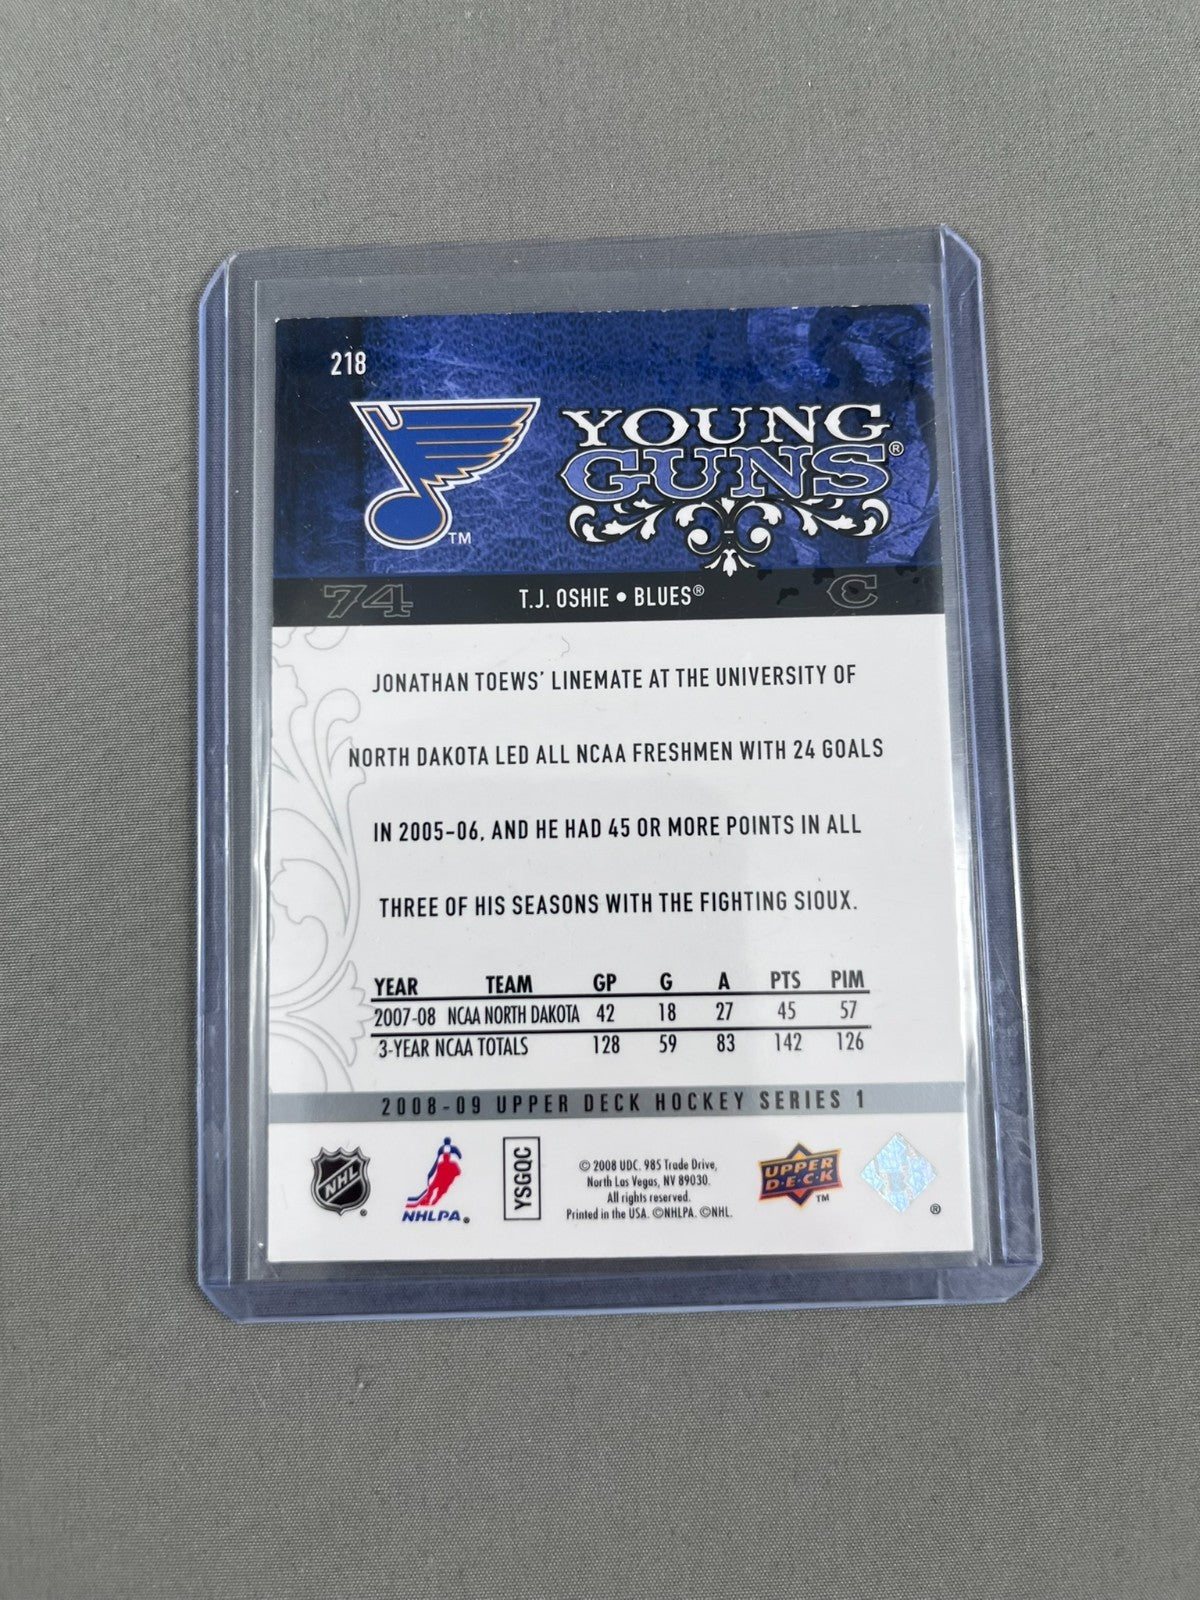 218
YOUNG
GUNS®
TM
74 T.J. OSHIE • BLUES® C
JONATHAN TOEWS' LINEMATE AT THE UNIVERSITY OF
NORTH DAKOTA LED ALL NCAA FRESHMEN WITH 24 GOALS
IN 2005-06, AND HE HAD 45 OR MORE POINTS IN ALL
THREE OF HIS SEASONS WITH THE FIGHTING SIOUX.
YEAR TEAM GP G A PTS PIM
2007-08 NCAA NORTH DAKOTA 42 18 27 45 57
3-YEAR NCAA TOTALS 128 59 83 142 126
2008-09 UPPER DECK HOCKEY SERIES 1
NHL®
NHLPA®
YSGQC
© 2008 UDC. 985 Trade Drive,
North Las Vegas, NV 89030.
All rights reserved.
Printed in the USA. ©NHLPA. ©NHL.
UPPER
D•E•C•K
TM
®